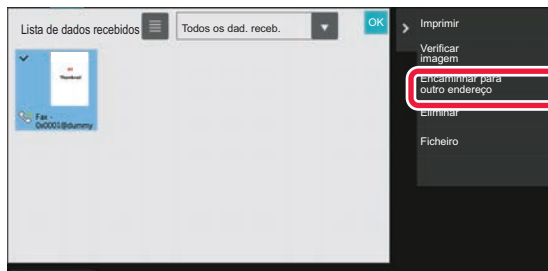 Lista de dados recebidos
Todos os dad. receb.
OK
Thumbnail
Fax -
0x0001@dummy
Imprimir
Verificar
imagem
Encaminhar para
outro endereço
Eliminar
Ficheiro